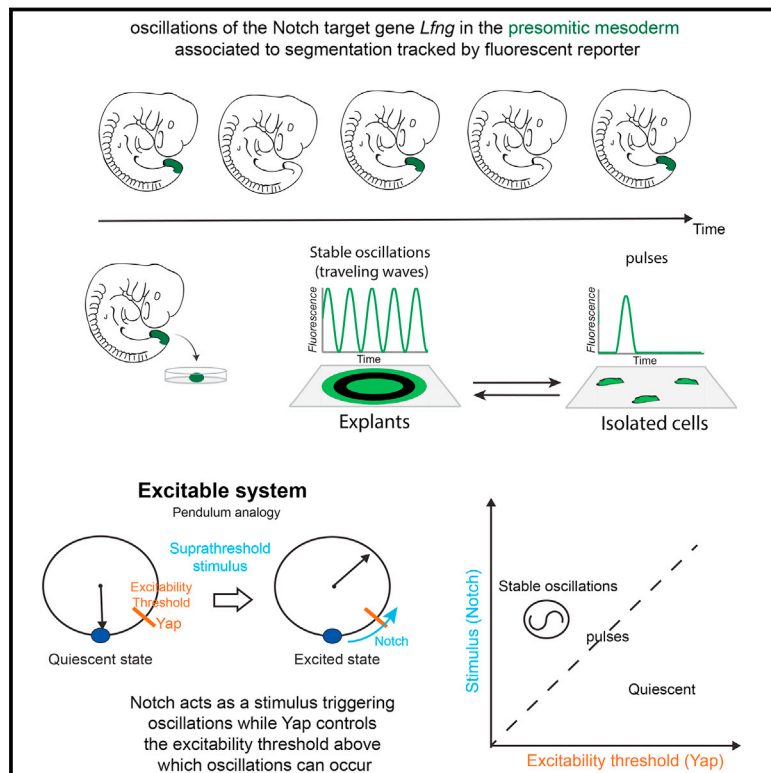 oscillations of the Notch target gene Lfng in the presomitic mesoderm
associated to segmentation tracked by fluorescent reporter
Time
Stable oscillations
(traveling waves)
pulses
Fluorescence
Time
Fluorescence
Time
Explants
Isolated cells
Excitable system
Pendulum analogy
Suprathreshold
stimulus
Excitability
Threshold
Yap
Notch
Quiescent state
Excited state
Notch acts as a stimulus triggering
oscillations while Yap controls
the excitability threshold above
which oscillations can occur
Stimulus (Notch)
Stable oscillations
pulses
Quiescent
Excitability threshold (Yap)